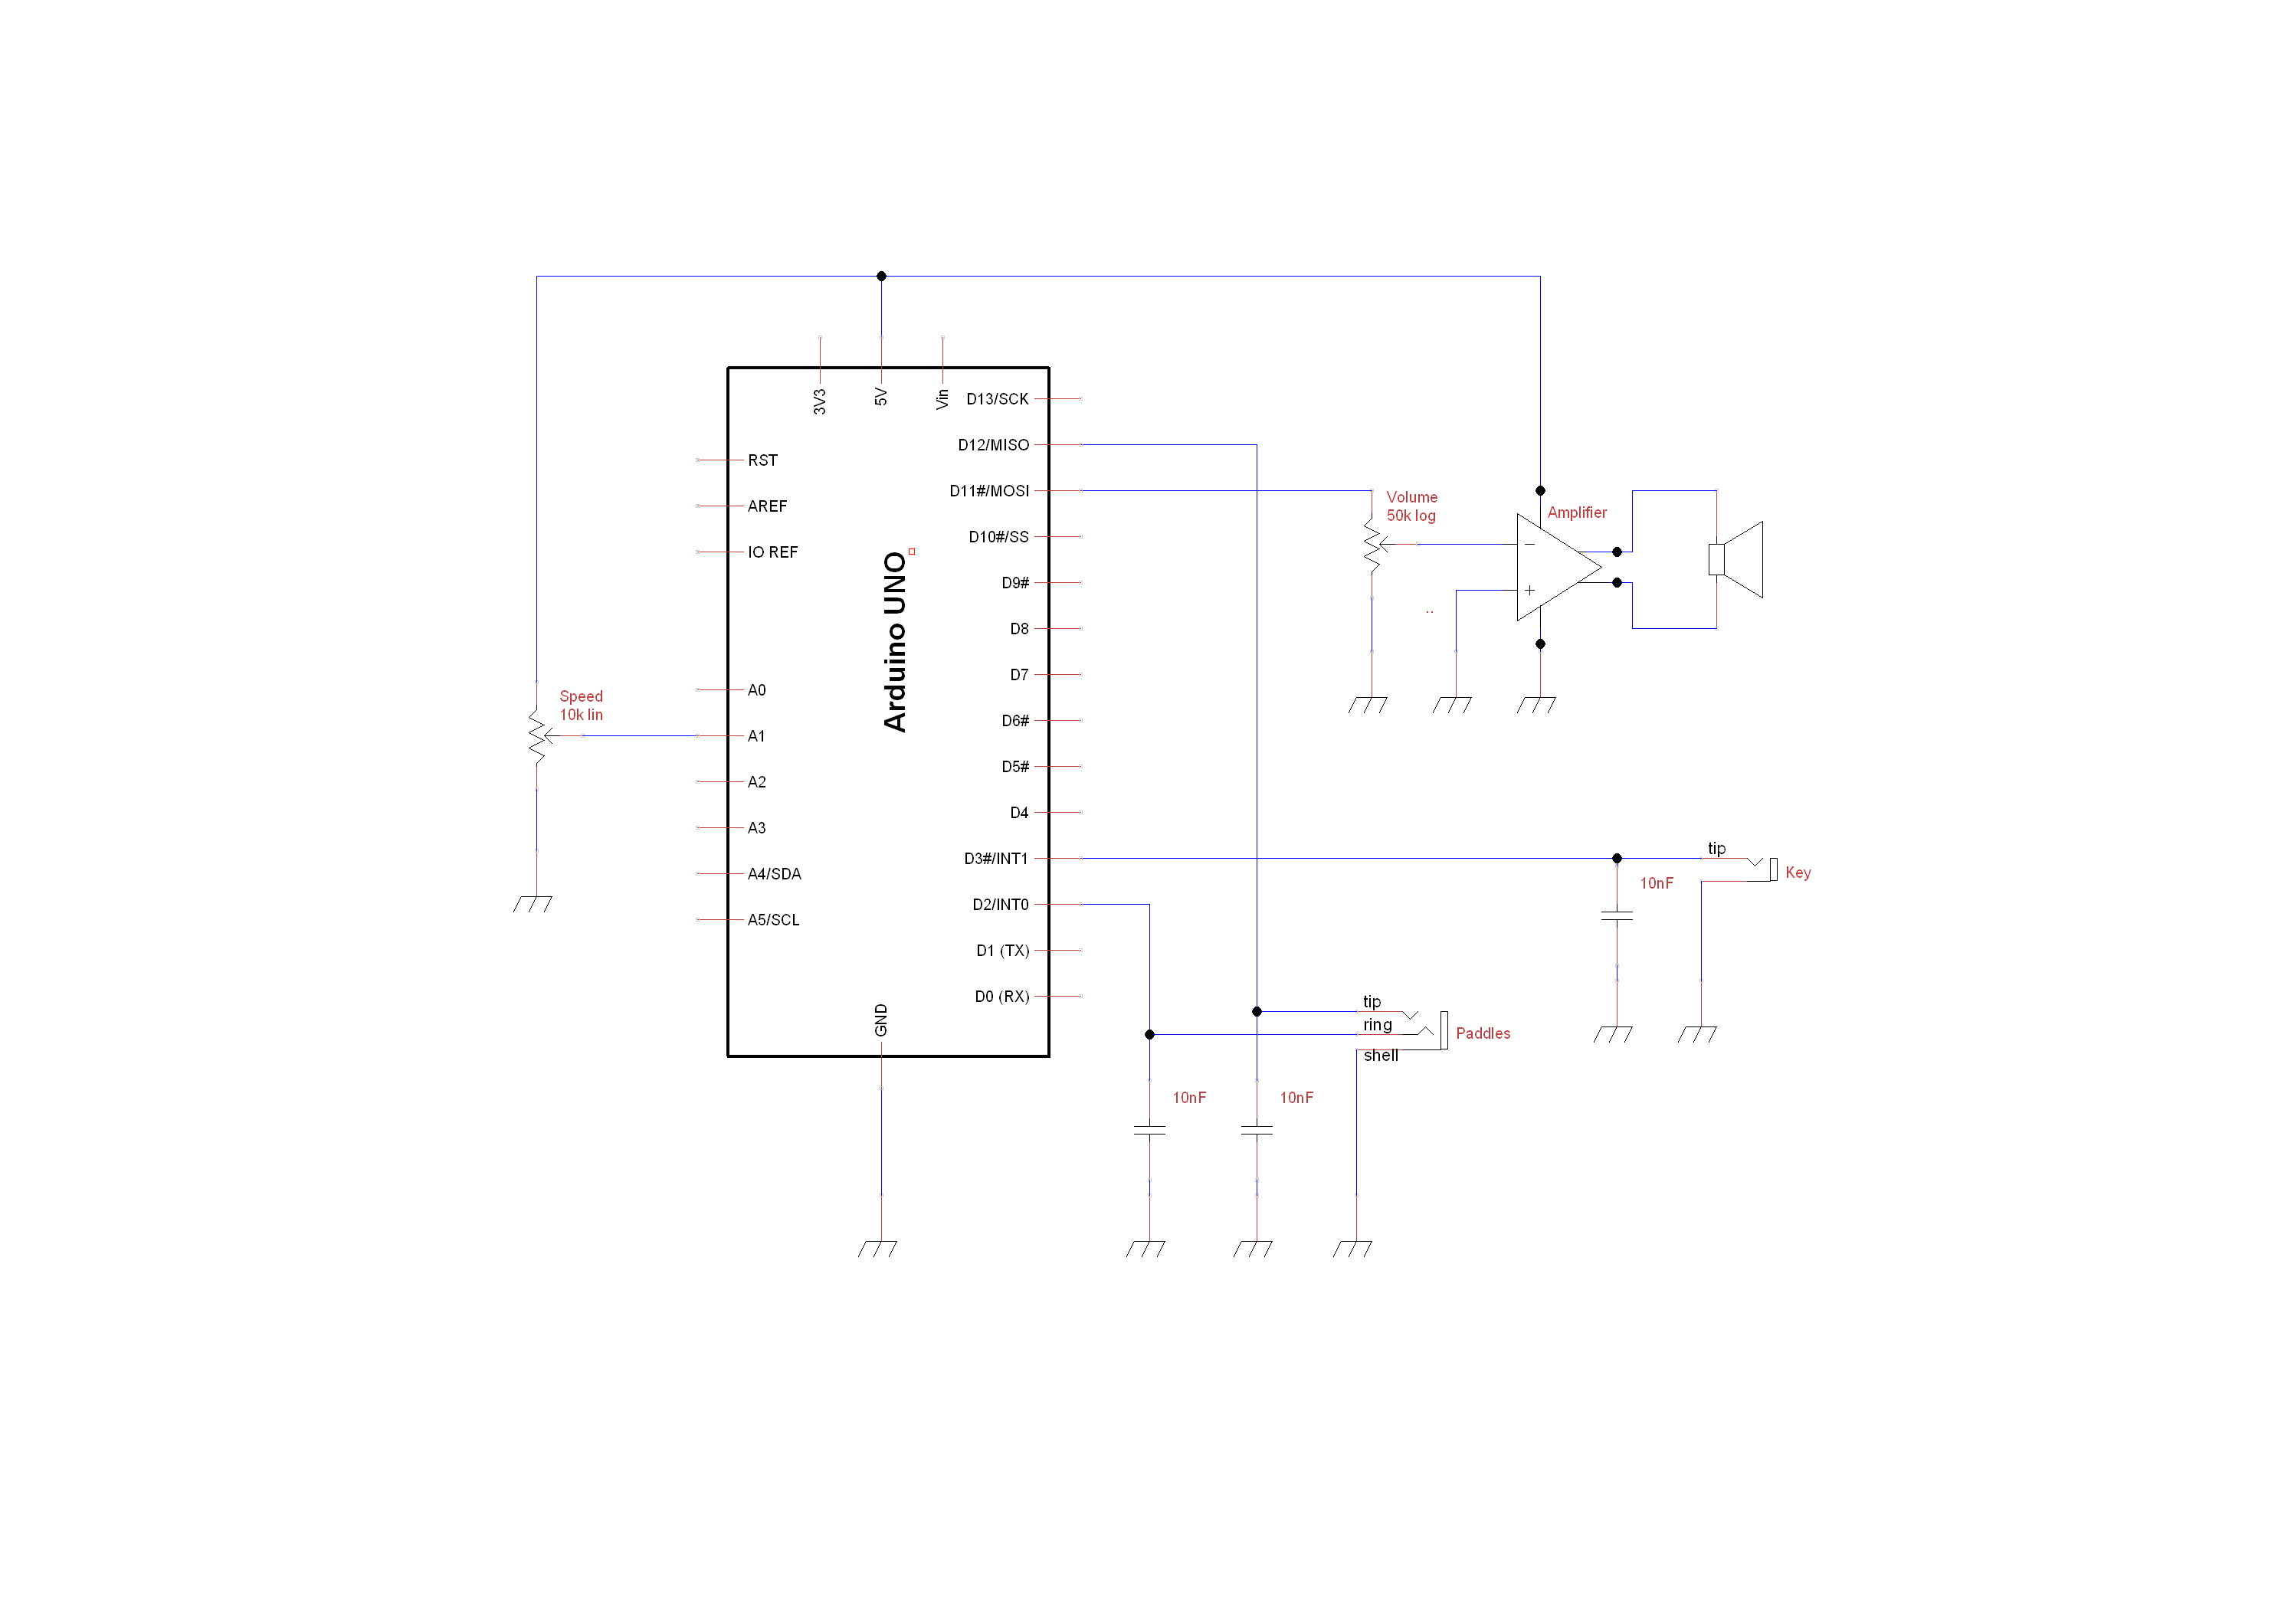 3V3
5V
Vin
D13/SCK
D12/MISO
RST
D11#/MOSI
Volume
50k log
AREF
Amplifier
D10#/SS
IO REF
Arduino UNO
D9#
..
D8
D7
Speed
10k lin
A0
D6#
A1
D5#
A2
D4
A3
tip
D3#/INT1
Key
A4/SDA
10nF
D2/INT0
A5/SCL
D1 (TX)
D0 (RX)
tip
GND
ring
Paddles
shell
10nF
10nF